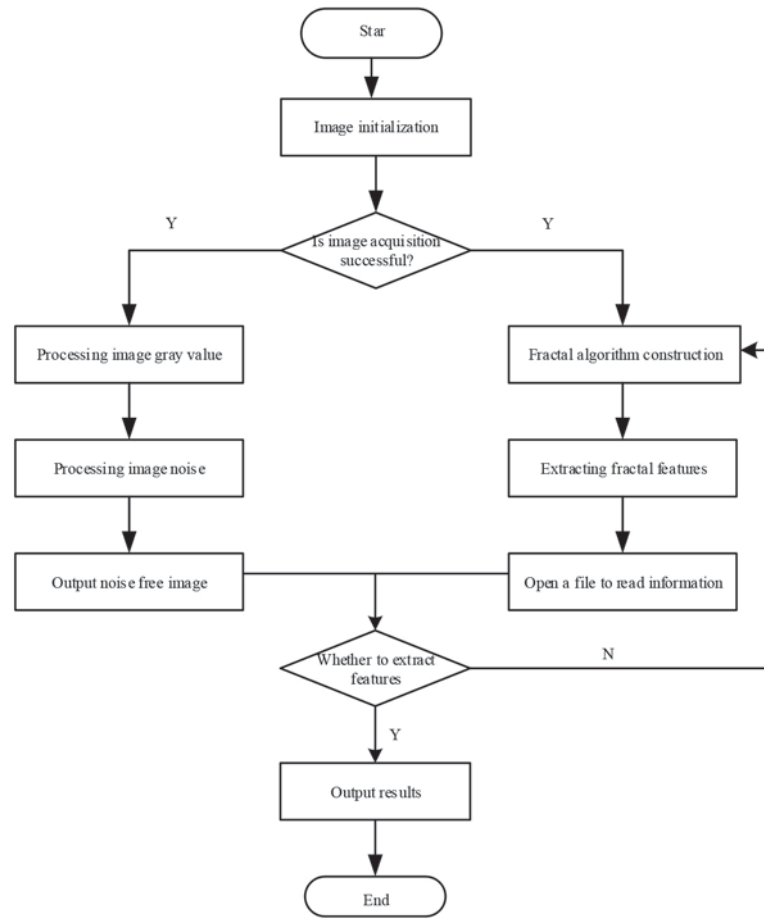 Star
Image initialization
Y
Is image acquisition
successful?
Y
Processing image gray value
Fractal algorithm construction
Processing image noise
Extracting fractal features
Output noise free image
Open a file to read information
Whether to extract
features
N
Y
Output results
End